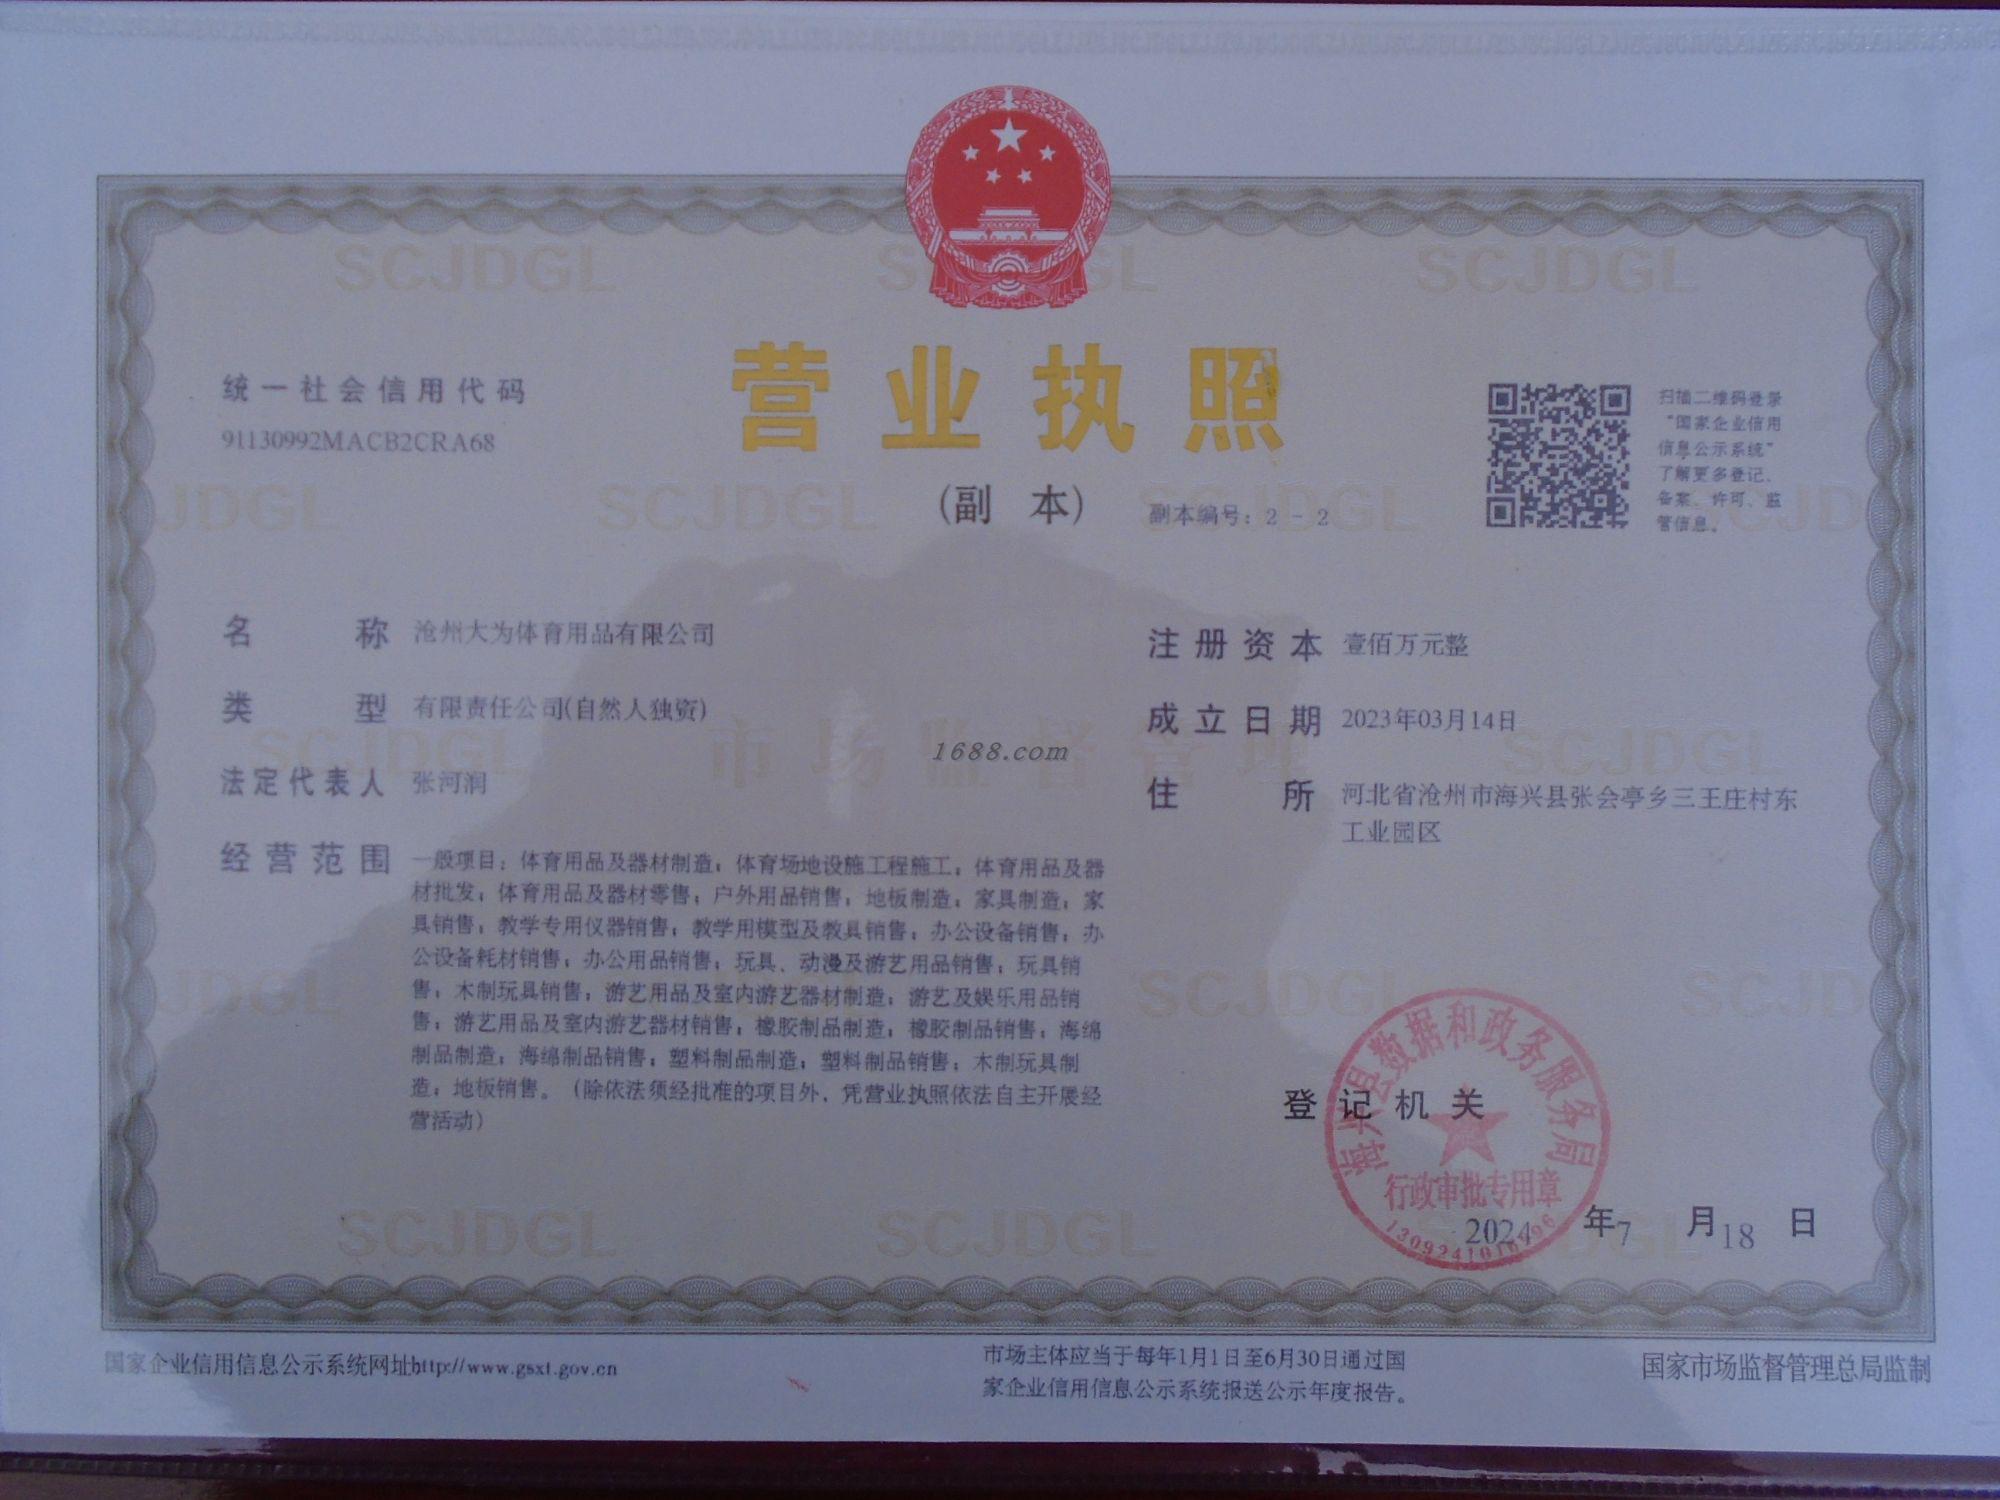 营业执照
(副 本)
副本编号：2－2
统一社会信用代码
91130992MACB2CRA68
扫描二维码登录
“国家企业信用
信息公示系统”
了解更多登记、
备案、许可、监
管信息。
名称 沧州大为体育用品有限公司
类型 有限责任公司(自然人独资)
法定代表人 张河润
经营范围 一般项目：体育用品及器材制造；体育场地设施工程施工；体育用品及器
材批发；体育用品及器材零售；户外用品销售；地板制造；家具制造；家
具销售；教学专用仪器销售；教学用模型及教具销售；办公设备销售；办
公设备耗材销售；办公用品销售；玩具、动漫及游艺用品销售；玩具销
售；木制玩具销售；游艺用品及室内游艺器材制造；游艺及娱乐用品销
售；游艺用品及室内游艺器材销售；橡胶制品制造；橡胶制品销售；海绵
制品制造；海绵制品销售；塑料制品制造；塑料制品销售；木制玩具制
造；地板销售。（除依法须经批准的项目外，凭营业执照依法自主开展经
营活动）
注册资本 壹佰万元整
成立日期 2023年03月14日
住所 河北省沧州市海兴县张会亭乡三王庄村东
工业园区
1688.com
市场监督管理
SCJDGL
登记机关
海兴县数据和政务服务局
行政审批专用章
2024 年 7 月 18 日
国家企业信用信息公示系统网址http://www.gsxt.gov.cn
市场主体应当于每年1月1日至6月30日通过国
家企业信用信息公示系统报送公示年度报告。
国家市场监督管理总局监制